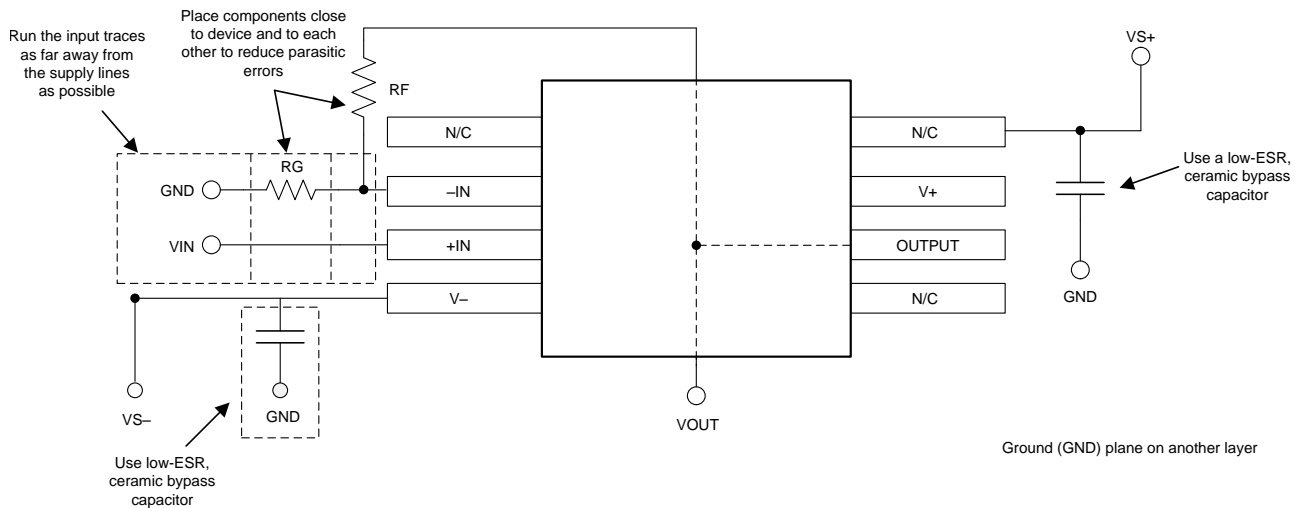 Place components close
to device and to each
other to reduce parasitic
errors
Run the input traces
as far away from
the supply lines
as possible
VS+
RF
N/C
N/C
Use a low-ESR,
ceramic bypass
capacitor
RG
GND
–IN
V+
VIN
+IN
OUTPUT
V–
N/C
GND
VS–
GND
VOUT
Use low-ESR,
ceramic bypass
capacitor
Ground (GND) plane on another layer